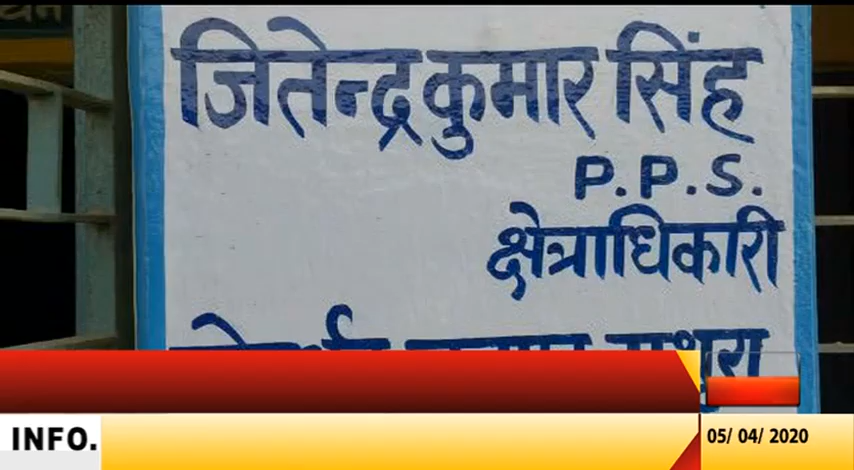 जितेन्द्र कुमार सिंह
P.P.S.
क्षेत्राधिकारी
INFO.
05/ 04/ 2020